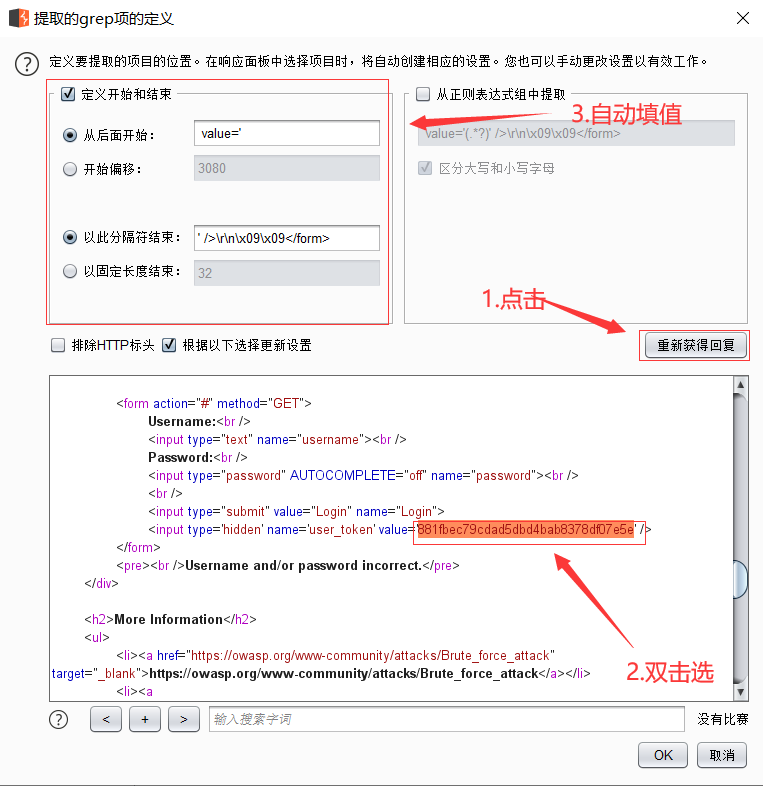 提取的grep项的定义
定义要提取的项目的位置。在响应面板中选择项目时，将自动创建相应的设置。您也可以手动更改设置以有效工作。
定义开始和结束
从后面开始：
value='
开始偏移：
3080
以此分隔符结束：
' />\r\n\x09\x09</form>
以固定长度结束：
32
从正则表达式组中提取
3.自动填值
value='(.*?)' />\r\n\x09\x09</form>
区分大写和小写字母
1.点击
排除HTTP标头
根据以下选择更新设置
重新获得回复
<form action="#" method="GET">
Username:<br />
<input type="text" name="username"><br />
Password:<br />
<input type="password" AUTOCOMPLETE="off" name="password"><br />
<br />
<input type="submit" value="Login" name="Login">
<input type='hidden' name='user_token' value='881fbec79cdad5dbd4bab8378df07e5e' />
</form>
<pre><br />Username and/or password incorrect.</pre>
</div>
<h2>More Information</h2>
<ul>
<li><a href="https://owasp.org/www-community/attacks/Brute_force_attack"
target="_blank">https://owasp.org/www-community/attacks/Brute_force_attack</a></li>
<li><a
2.双击选
?
<
+
>
输入搜索字词
没有比赛
OK
取消